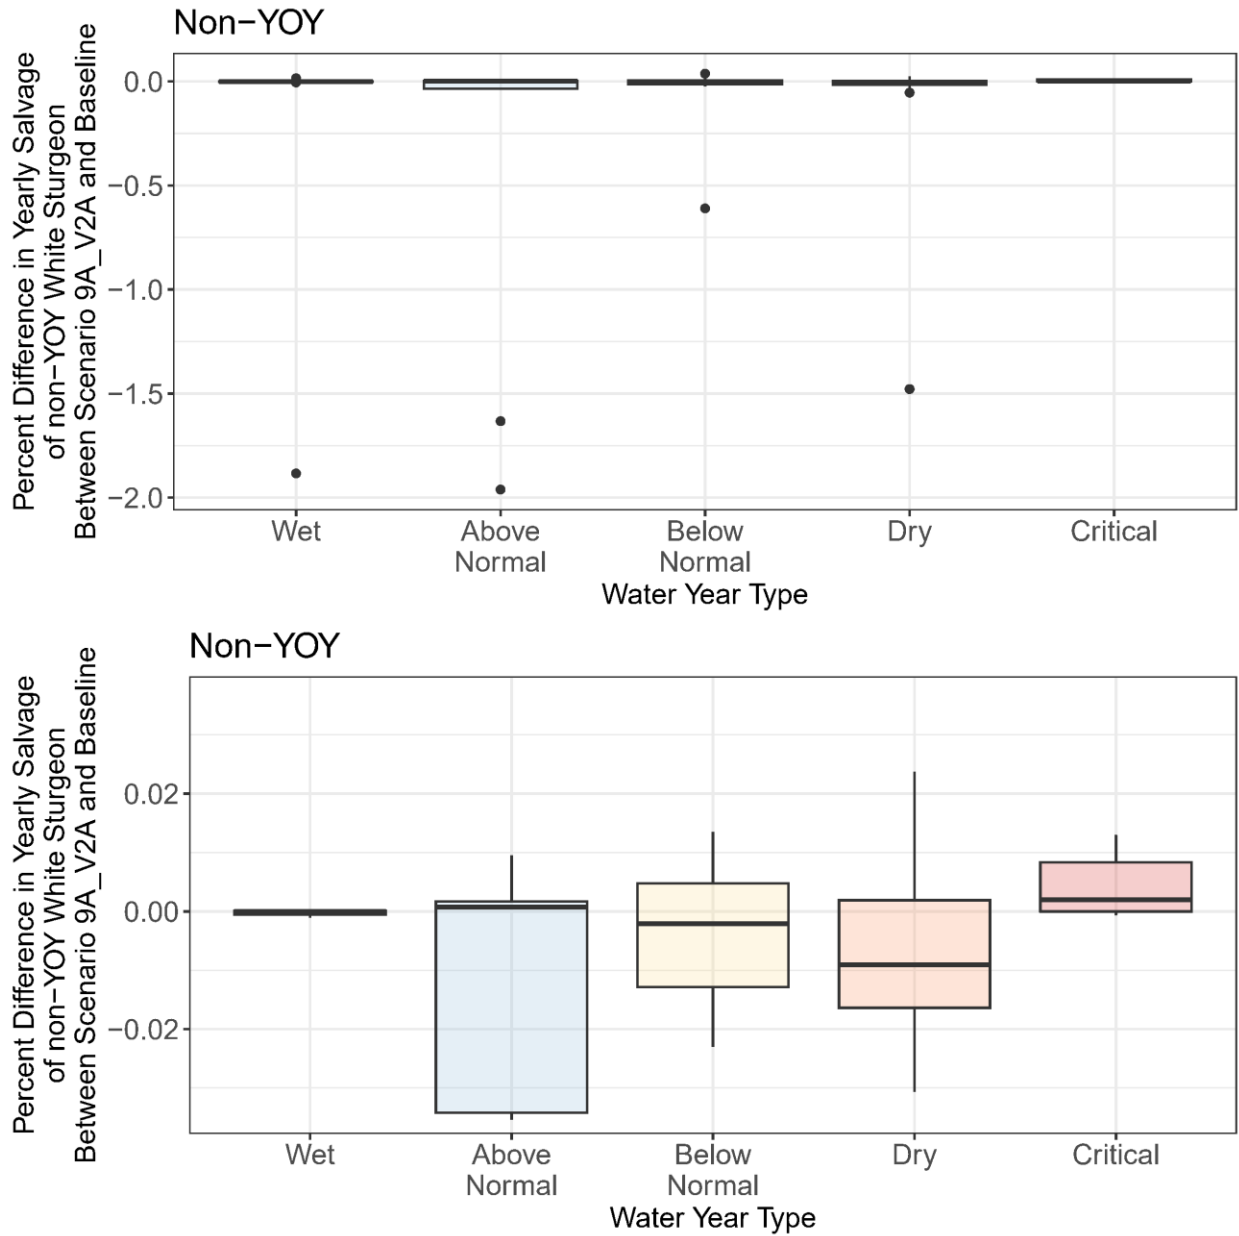 Non−YOY
Percent Difference in Yearly Salvage
of non−YOY White Sturgeon
Between Scenario 9A_V2A and Baseline
0.0
−0.5
−1.0
−1.5
−2.0
Wet
Above
Normal
Below
Normal
Dry
Critical
Water Year Type
Non−YOY
Percent Difference in Yearly Salvage
of non−YOY White Sturgeon
Between Scenario 9A_V2A and Baseline
0.02
0.00
−0.02
Wet
Above
Normal
Below
Normal
Dry
Critical
Water Year Type